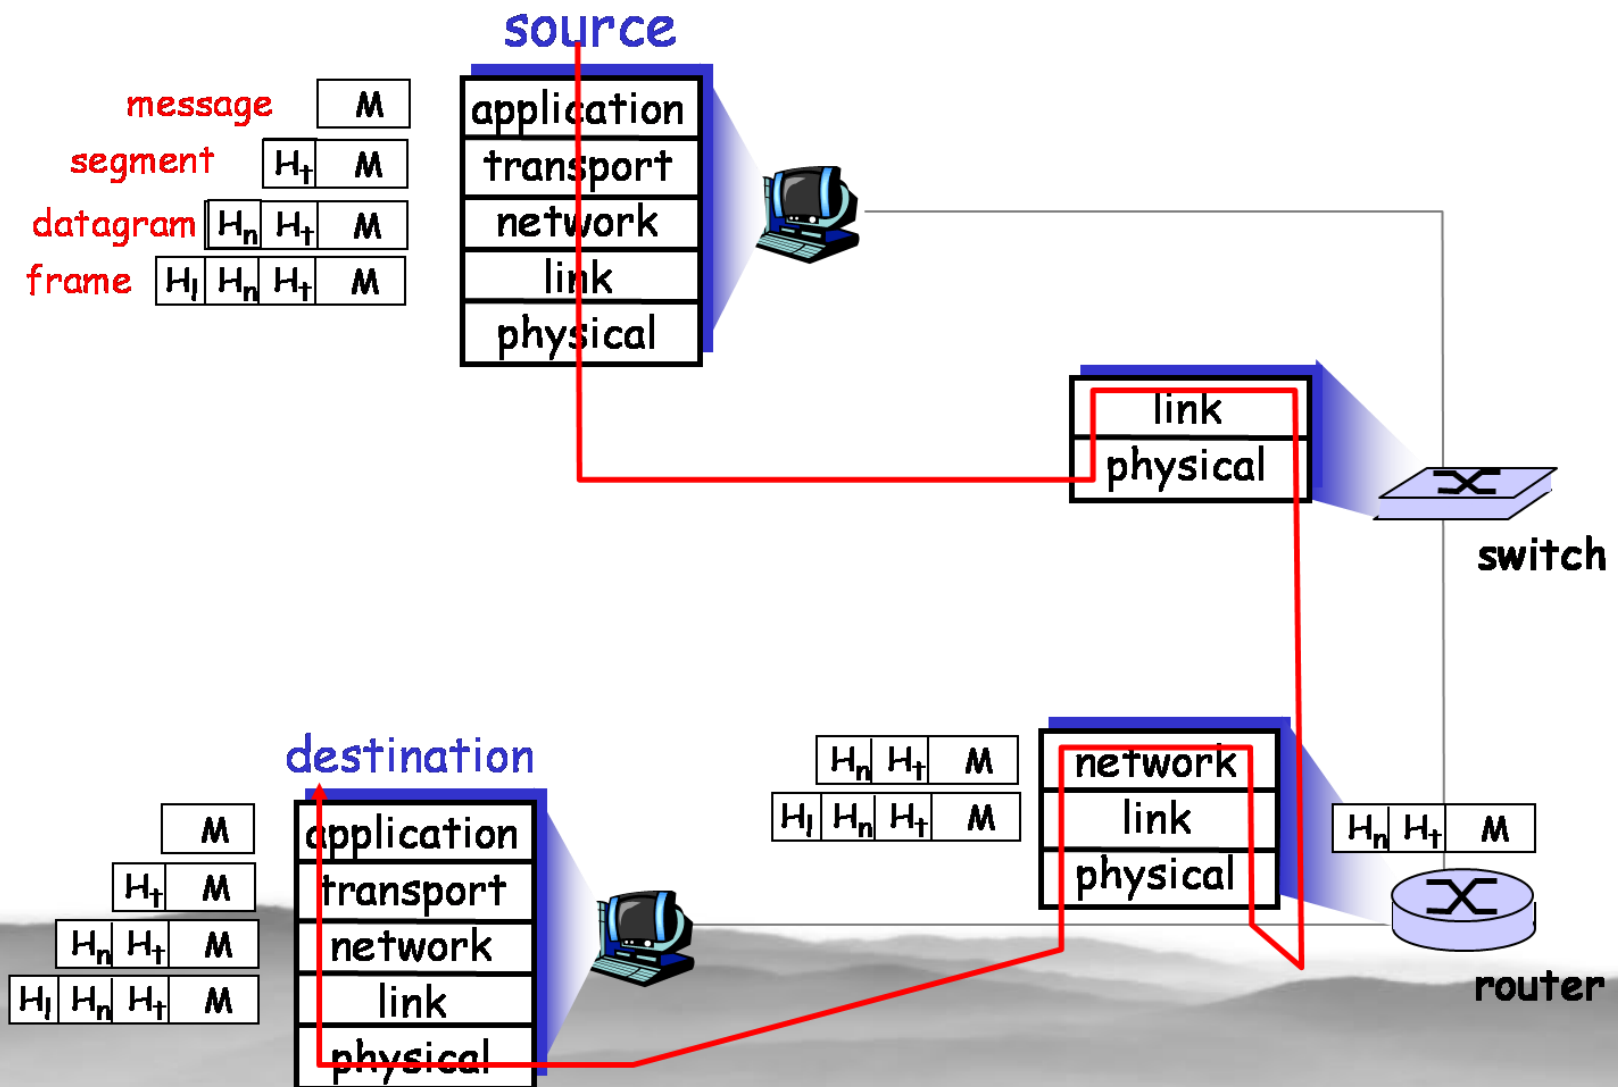 source
message M
segment Ht M
datagram Hn Ht M
frame Hl Hn Ht M
application
transport
network
link
physical
link
physical
switch
network
link
physical
Hn Ht M
Hl Hn Ht M
Hn Ht M
router
destination
M
Ht M
Hn Ht M
Hl Hn Ht M
application
transport
network
link
physical